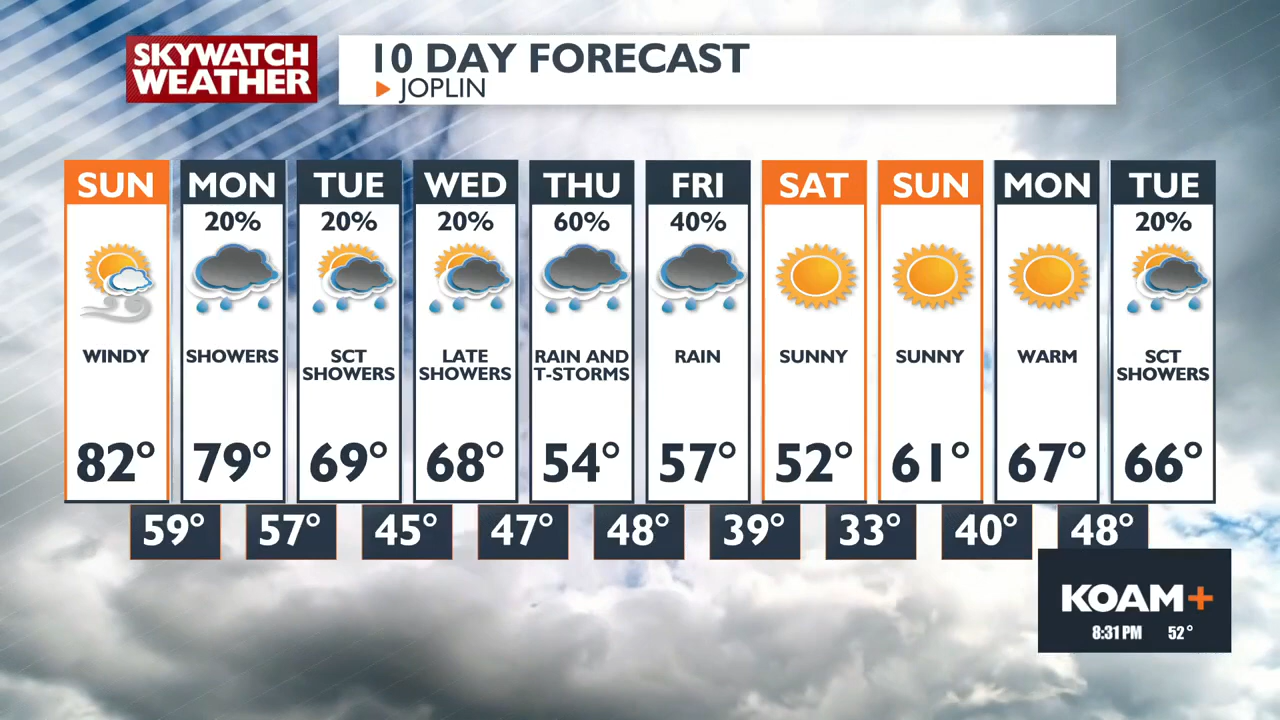 SKYWATCH
WEATHER
10 DAY FORECAST
JOPLIN
SUN MON TUE WED THU FRI SAT SUN MON TUE
20% 20% 20% 60% 40% 20%
WINDY SHOWERS SCT SHOWERS LATE SHOWERS RAIN AND T-STORMS RAIN SUNNY SUNNY WARM SCT SHOWERS
82° 79° 69° 68° 54° 57° 52° 61° 67° 66°
59° 57° 45° 47° 48° 39° 33° 40° 48°
KOAM+
8:31 PM 52°